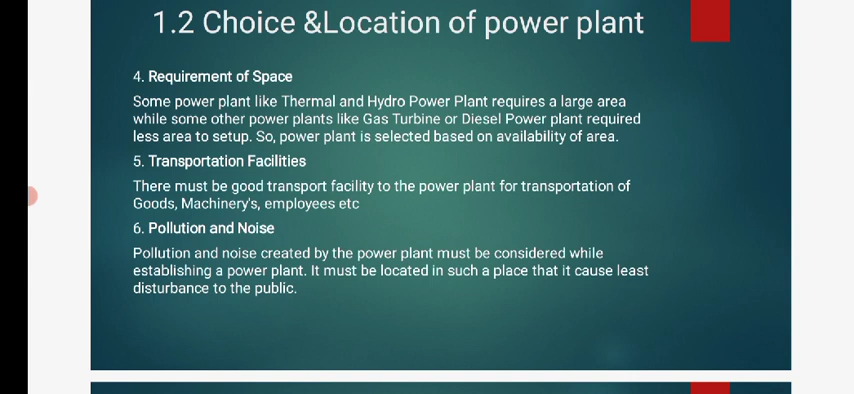 1.2 Choice &Location of power plant
4. Requirement of Space
Some power plant like Thermal and Hydro Power Plant requires a large area
while some other power plants like Gas Turbine or Diesel Power plant required
less area to setup. So, power plant is selected based on availability of area.
5. Transportation Facilities
There must be good transport facility to the power plant for transportation of
Goods, Machinery's, employees etc
6. Pollution and Noise
Pollution and noise created by the power plant must be considered while
establishing a power plant. It must be located in such a place that it cause least
disturbance to the public.